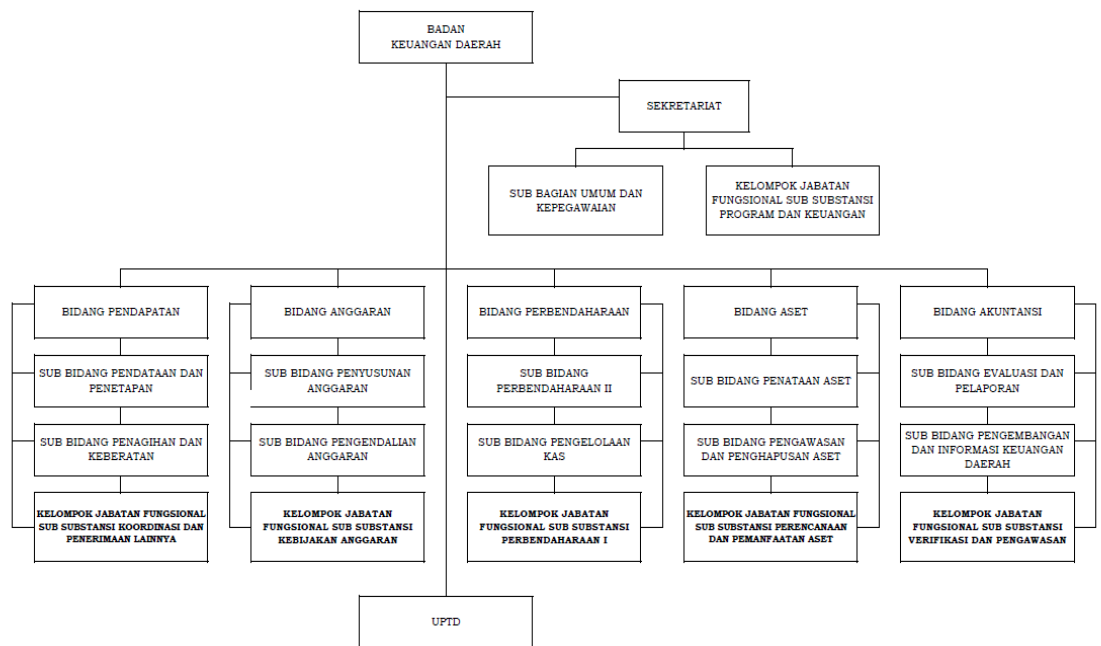 BADAN
KEUANGAN DAERAH
SEKRETARIAT
SUB BAGIAN UMUM DAN
KEPEGAWAIAN
KELOMPOK JABATAN
FUNGSIONAL SUB SUBSTANSI
PROGRAM DAN KEUANGAN
BIDANG PENDAPATAN
SUB BIDANG PENDATAAN DAN
PENETAPAN
SUB BIDANG PENAGIHAN DAN
KEBERATAN
KELOMPOK JABATAN FUNGSIONAL
SUB SUBSTANSI KOORDINASI DAN
PENERIMAAN LAINNYA
BIDANG ANGGARAN
SUB BIDANG PENYUSUNAN
ANGGARAN
SUB BIDANG PENGENDALIAN
ANGGARAN
KELOMPOK JABATAN
FUNGSIONAL SUB SUBSTANSI
KEBIJAKAN ANGGARAN
BIDANG PERBENDAHARAAN
SUB BIDANG
PERBENDAHARAAN II
SUB BIDANG PENGELOLAAN
KAS
KELOMPOK JABATAN
FUNGSIONAL SUB SUBSTANSI
PERBENDAHARAAN I
BIDANG ASET
SUB BIDANG PENATAAN ASET
SUB BIDANG PENGAWASAN
DAN PENGHAPUSAN ASET
KELOMPOK JABATAN FUNGSIONAL
SUB SUBSTANSI PERENCANAAN
DAN PEMANFAATAN ASET
BIDANG AKUNTANSI
SUB BIDANG EVALUASI DAN
PELAPORAN
SUB BIDANG PENGEMBANGAN
DAN INFORMASI KEUANGAN
DAERAH
KELOMPOK JABATAN
FUNGSIONAL SUB SUBSTANSI
VERIFIKASI DAN PENGAWASAN
UPTD